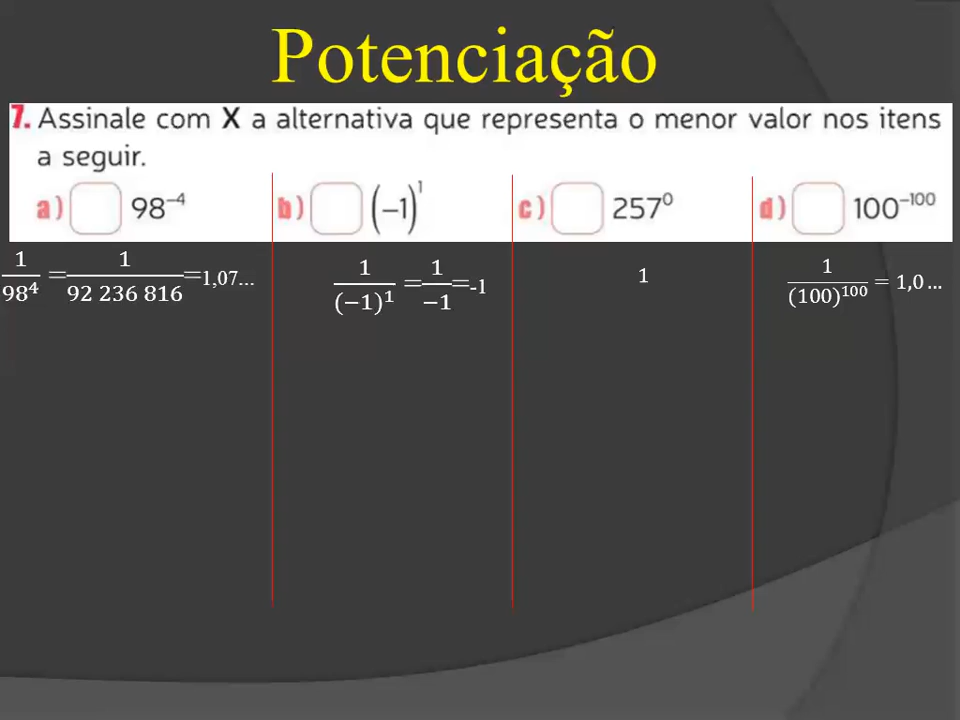 Potenciação
7. Assinale com X a alternativa que representa o menor valor nos itens
a seguir.
a) 98⁻⁴ b) (−1)¹ c) 257⁰ d) 100⁻¹⁰⁰
1/98⁴ = 1/92 236 816 =1,07... 1/(−1)¹ = 1/−1 =-1 1 1/(100)¹⁰⁰ = 1,0 ...